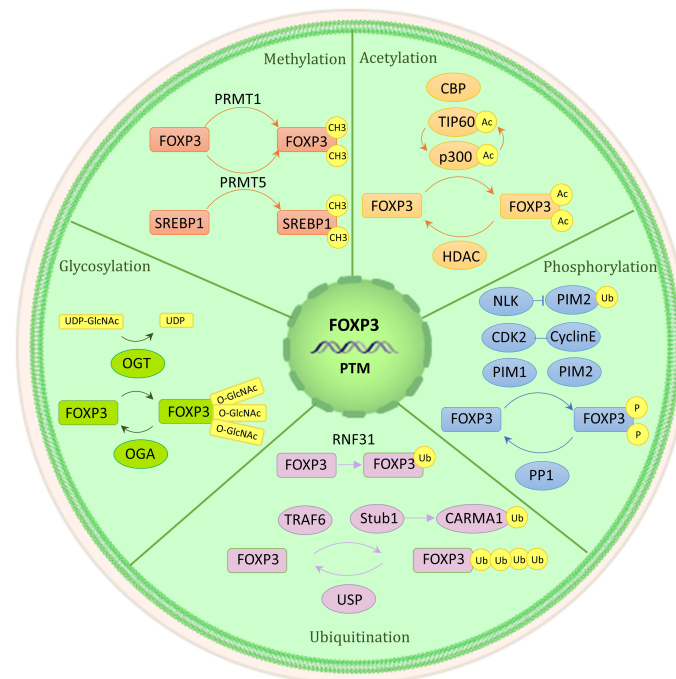 Methylation
PRMT1
FOXP3
FOXP3
CH3
CH3
PRMT5
SREBP1
SREBP1
CH3
CH3
Acetylation
CBP
TIP60
Ac
p300
Ac
FOXP3
FOXP3
Ac
Ac
HDAC
Glycosylation
UDP-GlcNAc
UDP
OGT
FOXP3
FOXP3
O-GlcNAc
O-GlcNAc
O-GlcNAc
OGA
FOXP3
PTM
Phosphorylation
NLK
PIM2
Ub
CDK2
CyclinE
PIM1
PIM2
FOXP3
FOXP3
P
P
PP1
RNF31
FOXP3
FOXP3
Ub
TRAF6
Stub1
CARMA1
Ub
FOXP3
FOXP3
Ub
Ub
Ub
Ub
USP
Ubiquitination